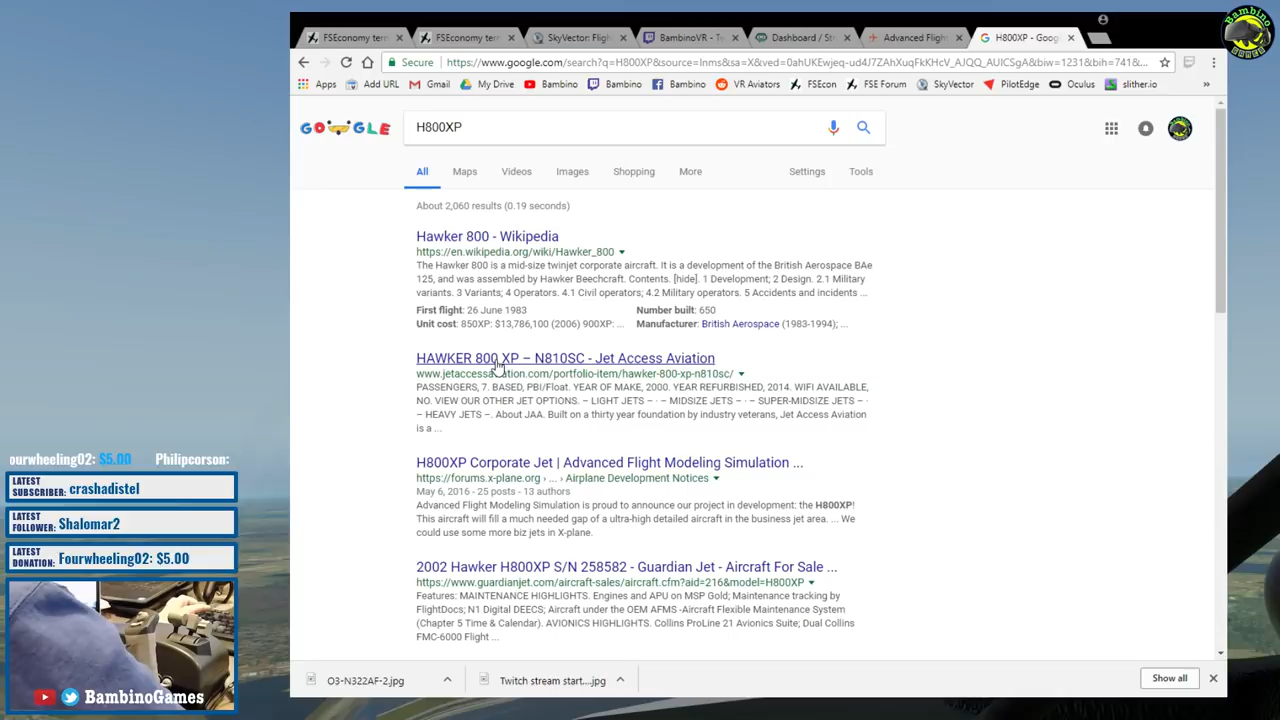 FSEconomy tern
FSEconomy tern
SkyVector: Flight
BambinoVR - Tw
Dashboard / Str
Advanced Flight
H800XP - Goog
Secure
https://www.google.com/search?q=H800XP&source=lnms&sa=X&ved=0ahUKEwjeq-ud4J7ZAhXuqFkKHcV_AJQQ_AUICSgA&biw=1231&bih=741&...
Apps
Add URL
Gmail
My Drive
Bambino
Bambino
Bambino
VR Aviators
FSEcon
FSE Forum
SkyVector
PilotEdge
Oculus
slither.io
»
GOOGLE
H800XP
All
Maps
Videos
Images
Shopping
More
Settings
Tools
About 2,060 results (0.19 seconds)
Hawker 800 - Wikipedia
https://en.wikipedia.org/wiki/Hawker_800
The Hawker 800 is a mid-size twinjet corporate aircraft. It is a development of the British Aerospace BAe
125, and was assembled by Hawker Beechcraft. Contents. [hide]. 1 Development; 2 Design. 2.1 Military
variants. 3 Variants; 4 Operators. 4.1 Civil operators; 4.2 Military operators. 5 Accidents and incidents ...
First flight: 26 June 1983
Number built: 650
Unit cost: 850XP: $13,786,100 (2006) 900XP: ...
Manufacturer: British Aerospace (1983-1994); ...
HAWKER 800 XP – N810SC - Jet Access Aviation
www.jetaccessaviation.com/portfolio-item/hawker-800-xp-n810sc/
PASSENGERS, 7. BASED, PBI/Float. YEAR OF MAKE, 2000. YEAR REFURBISHED, 2014. WIFI AVAILABLE,
NO. VIEW OUR OTHER JET OPTIONS. – LIGHT JETS – · – MIDSIZE JETS – · – SUPER-MIDSIZE JETS – ·
– HEAVY JETS –. About JAA. Built on a thirty year foundation by industry veterans, Jet Access Aviation
is a ...
H800XP Corporate Jet | Advanced Flight Modeling Simulation ...
https://forums.x-plane.org › ... › Airplane Development Notices
May 6, 2016 - 25 posts - 13 authors
Advanced Flight Modeling Simulation is proud to announce our project in development: the H800XP!
This aircraft will fill a much needed gap of a ultra-high detailed aircraft in the business jet area. ... We
could use some more biz jets in X-plane.
2002 Hawker H800XP S/N 258582 - Guardian Jet - Aircraft For Sale ...
https://www.guardianjet.com/aircraft-sales/aircraft.cfm?aid=216&model=H800XP
Features: MAINTENANCE HIGHLIGHTS. Engines and APU on MSP Gold; Maintenance tracking by
FlightDocs; N1 Digital DEECS; Aircraft under the OEM AFMS -Aircraft Flexible Maintenance System
(Chapter 5 Time & Calendar). AVIONICS HIGHLIGHTS. Collins ProLine 21 Avionics Suite; Dual Collins
FMC-6000 Flight ...
O3-N322AF-2.jpg
Twitch stream start....jpg
Show all
ourwheeling02: $5.00 Philipcorson:
LATEST
SUBSCRIBER: crashadistel
LATEST
FOLLOWER: Shalomar2
LATEST
DONATION: Fourwheeling02: $5.00
BambinoGames
Bambino
GAMES